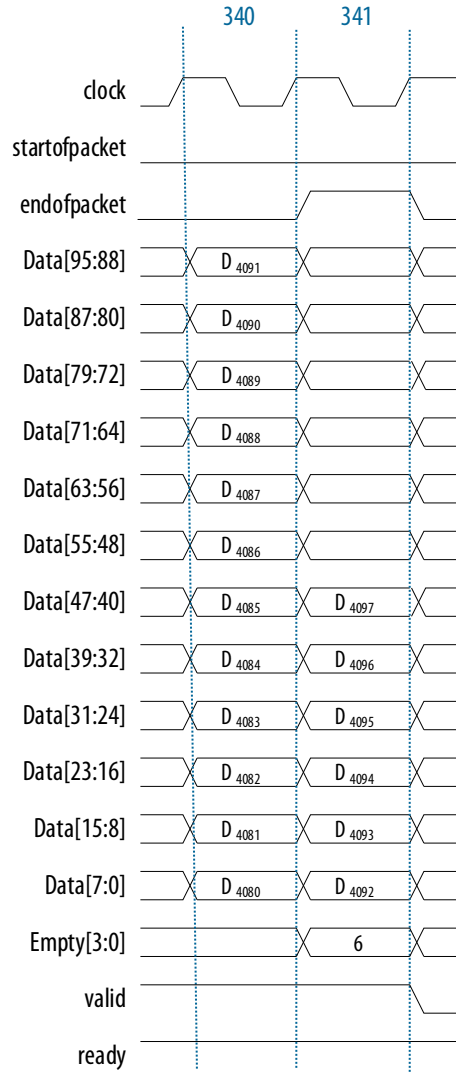 340 341
clock
startofpacket
endofpacket
Data[95:88] D 4091
Data[87:80] D 4090
Data[79:72] D 4089
Data[71:64] D 4088
Data[63:56] D 4087
Data[55:48] D 4086
Data[47:40] D 4085 D 4097
Data[39:32] D 4084 D 4096
Data[31:24] D 4083 D 4095
Data[23:16] D 4082 D 4094
Data[15:8] D 4081 D 4093
Data[7:0] D 4080 D 4092
Empty[3:0] 6
valid
ready